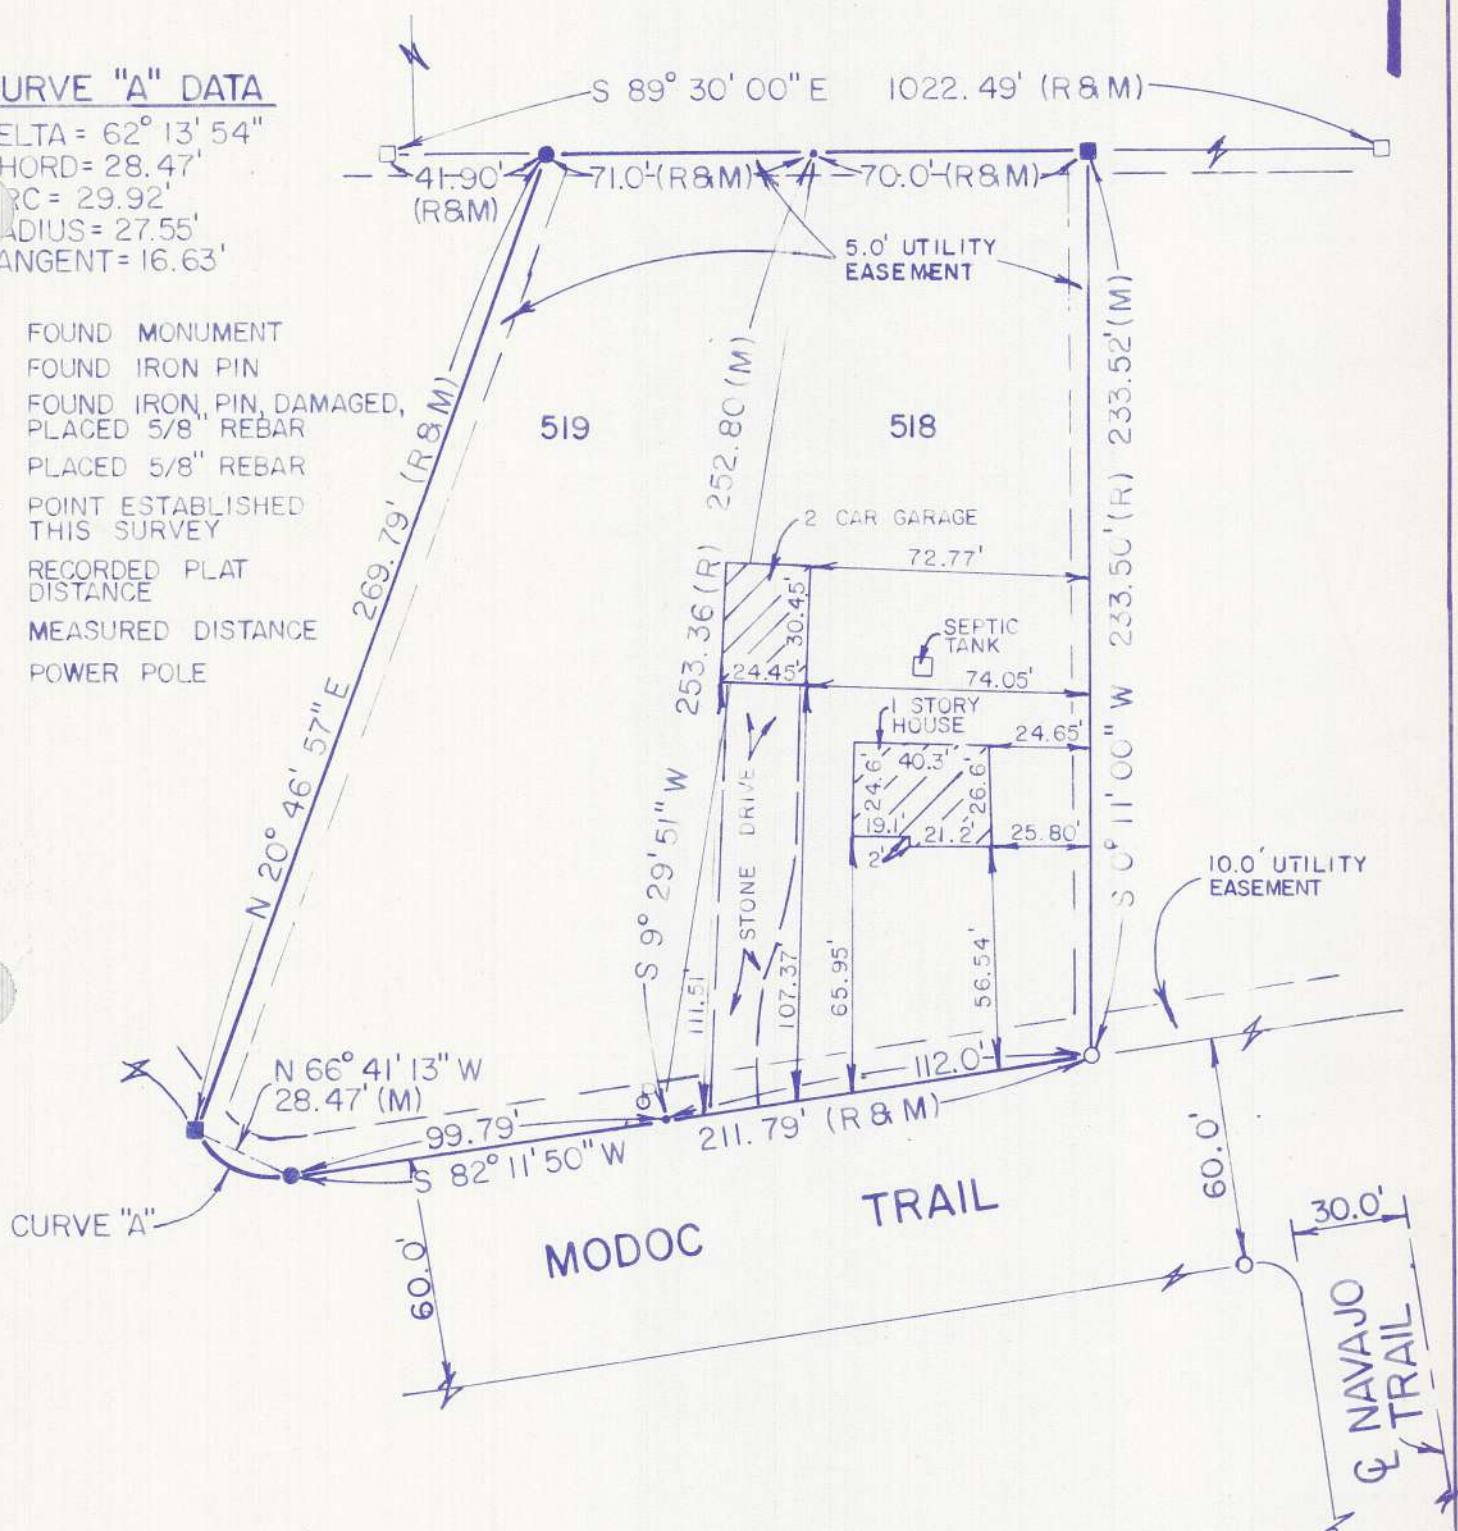 URVE "A" DATA
ELTA = 62° 13' 54"
HORD = 28.47'
RC = 29.92'
ADIUS = 27.55'
ANGENT = 16.63'
FOUND MONUMENT
FOUND IRON PIN
FOUND IRON PIN, DAMAGED,
PLACED 5/8" REBAR
PLACED 5/8" REBAR
POINT ESTABLISHED
THIS SURVEY
RECORDED PLAT
DISTANCE
MEASURED DISTANCE
POWER POLE
S 89° 30' 00" E 1022.49' (R & M)
41.90'
(R&M)
71.0' (R&M)
70.0' (R&M)
5.0' UTILITY
EASEMENT
N 20° 46' 57" E 269.79' (R & M)
519
518
S 9° 29' 51" W 253.36 (R) 252.80 (M)
S 0° 11' 00" W 233.50' (R) 233.52' (M)
2 CAR GARAGE
72.77'
30.45'
24.45'
SEPTIC
TANK
74.05'
1 STORY
HOUSE
24.65'
40.3'
24.6'
26.6'
19.1'
21.2'
2'
25.80'
STONE DRIVE
111.51'
107.37
65.95'
56.54'
10.0' UTILITY
EASEMENT
112.0'
N 66° 41' 13" W
28.47' (M)
99.79'
S 82° 11' 50" W
211.79' (R & M)
CURVE "A"
60.0'
MODOC TRAIL
60.0'
30.0'
℄ NAVAJO
TRAIL